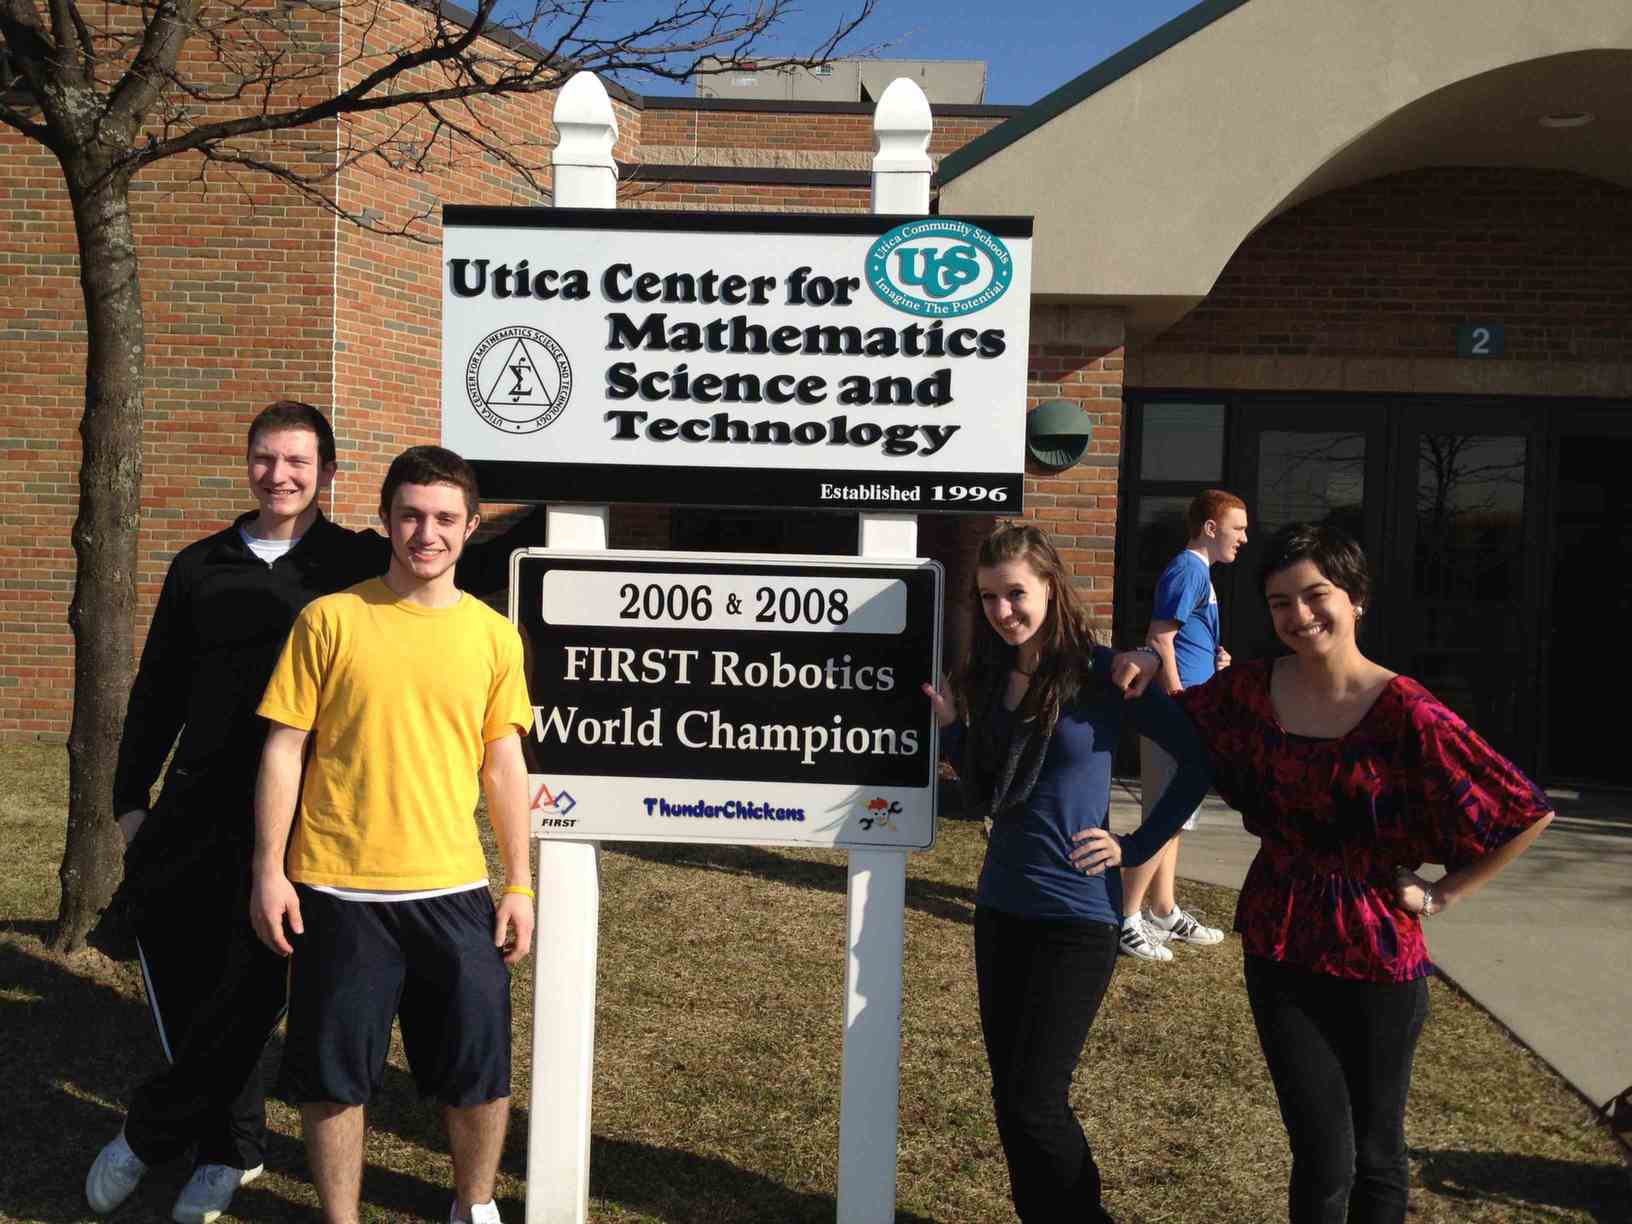 Utica Center for
Mathematics
Science and
Technology
Utica Community Schools
UCS
Imagine The Potential
UTICA CENTER FOR MATHEMATICS SCIENCE AND TECHNOLOGY
Established 1996
2
2006 & 2008
FIRST Robotics
World Champions
FIRST
ThunderChickens